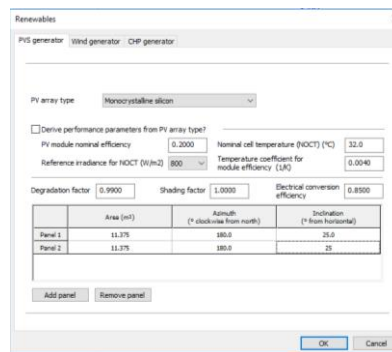 Renewables
PVS generator Wind generator CHP generator
PV array type Monocrystalline silicon
Derive performance parameters from PV array type?
PV module nominal efficiency 0.2000 Nominal cell temperature (NOCT) (°C) 32.0
Reference irradiance for NOCT (W/m2) 800 Temperature coefficient for module efficiency (1/K) 0.0040
Degradation factor 0.9900 Shading factor 1.0000 Electrical conversion efficiency 0.8500
Area (m²) Azimuth (° clockwise from north) Inclination (° from horizontal)
Panel 1 11.375 180.0 25.0
Panel 2 11.375 180.0 25
Add panel Remove panel
OK Cancel